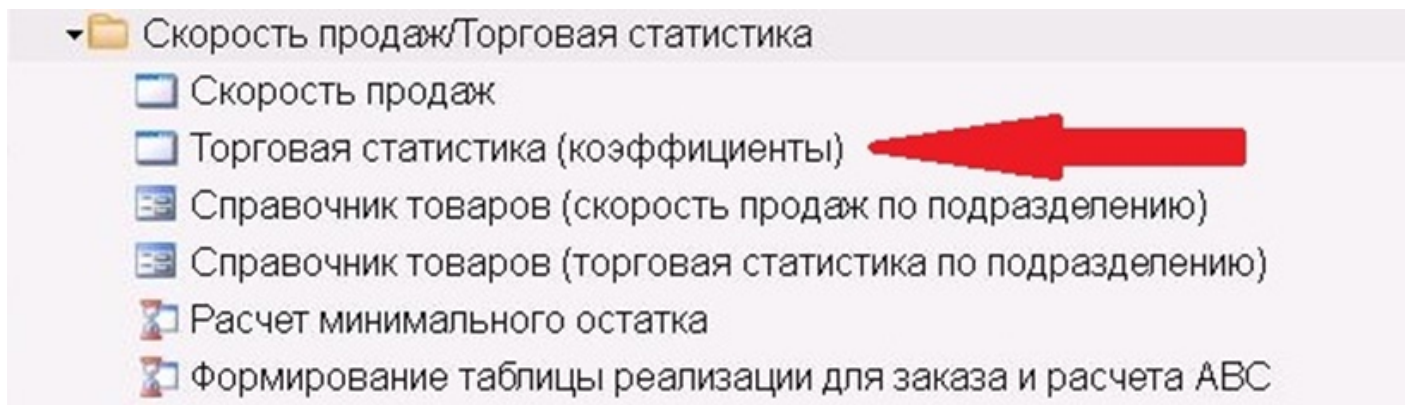 Скорость продаж/Торговая статистика
Скорость продаж
Торговая статистика (коэффициенты)
Справочник товаров (скорость продаж по подразделению)
Справочник товаров (торговая статистика по подразделению)
Расчет минимального остатка
Формирование таблицы реализации для заказа и расчета АВС